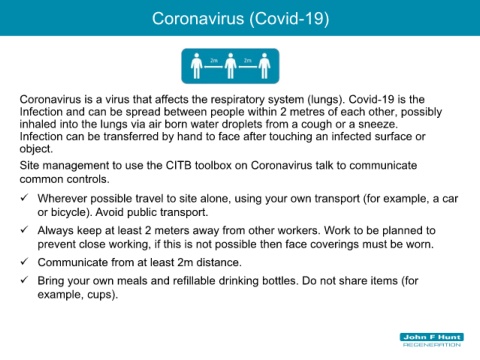 Coronavirus (Covid-19)
2m 2m
Coronavirus is a virus that affects the respiratory system (lungs). Covid-19 is the
Infection and can be spread between people within 2 metres of each other, possibly
inhaled into the lungs via air born water droplets from a cough or a sneeze.
Infection can be transferred by hand to face after touching an infected surface or
object.
Site management to use the CITB toolbox on Coronavirus talk to communicate
common controls.
✓ Wherever possible travel to site alone, using your own transport (for example, a car
or bicycle). Avoid public transport.
✓ Always keep at least 2 meters away from other workers. Work to be planned to
prevent close working, if this is not possible then face coverings must be worn.
✓ Communicate from at least 2m distance.
✓ Bring your own meals and refillable drinking bottles. Do not share items (for
example, cups).
John F Hunt
REGENERATION